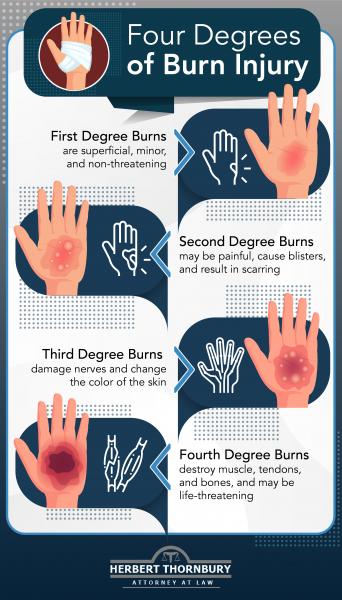 Four Degrees
of Burn Injury
First Degree Burns
are superficial, minor,
and non-threatening
Second Degree Burns
may be painful, cause blisters,
and result in scarring
Third Degree Burns
damage nerves and change
the color of the skin
Fourth Degree Burns
destroy muscle, tendons,
and bones, and may be
life-threatening
HERBERT THORNBURY
ATTORNEY AT LAW